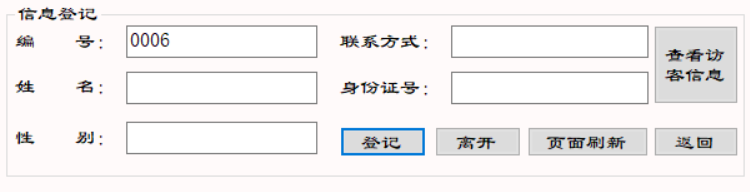 信息登记
编 号: 0006 联系方式:
查看访
客信息
姓 名: 身份证号:
性 别: 登记 离开 页面刷新 返回